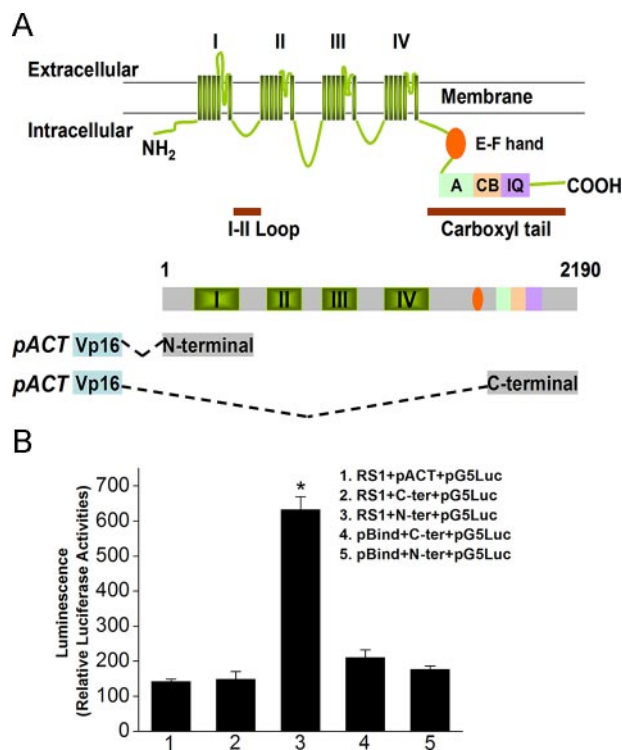 A
I II III IV
Extracellular
Membrane
Intracellular
NH2
E-F hand
A CB IQ COOH
I-II Loop
Carboxyl tail
1 2190
I II III IV
pACT Vp16 N-terminal
pACT Vp16 C-terminal
B
Luminescence
(Relative Luciferase Activities)
700
600
500
400
300
200
100
0
*
1. RS1+pACT+pG5Luc
2. RS1+C-ter+pG5Luc
3. RS1+N-ter+pG5Luc
4. pBind+C-ter+pG5Luc
5. pBind+N-ter+pG5Luc
1 2 3 4 5